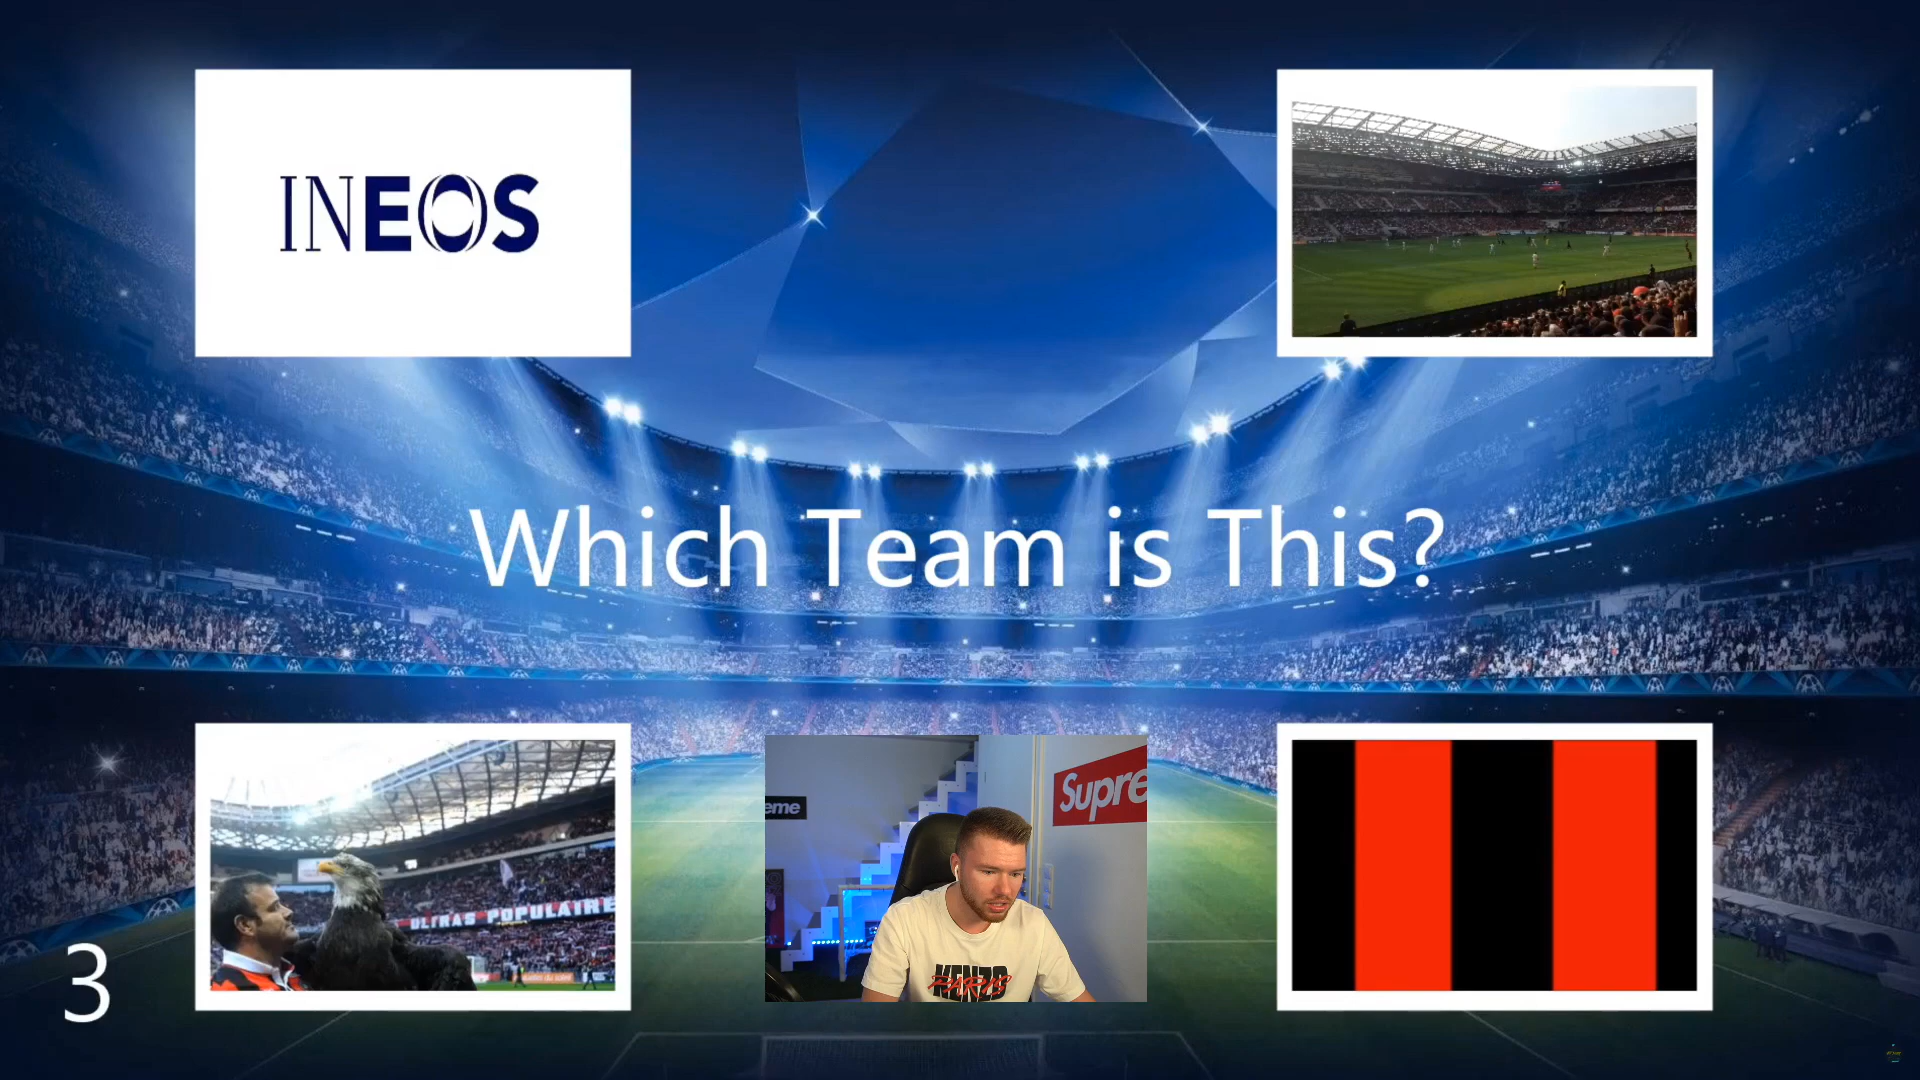 INEOS
Which Team is This?
ULTRAS POPULAIRE
eme
Supre
KENZO
PARIS
3